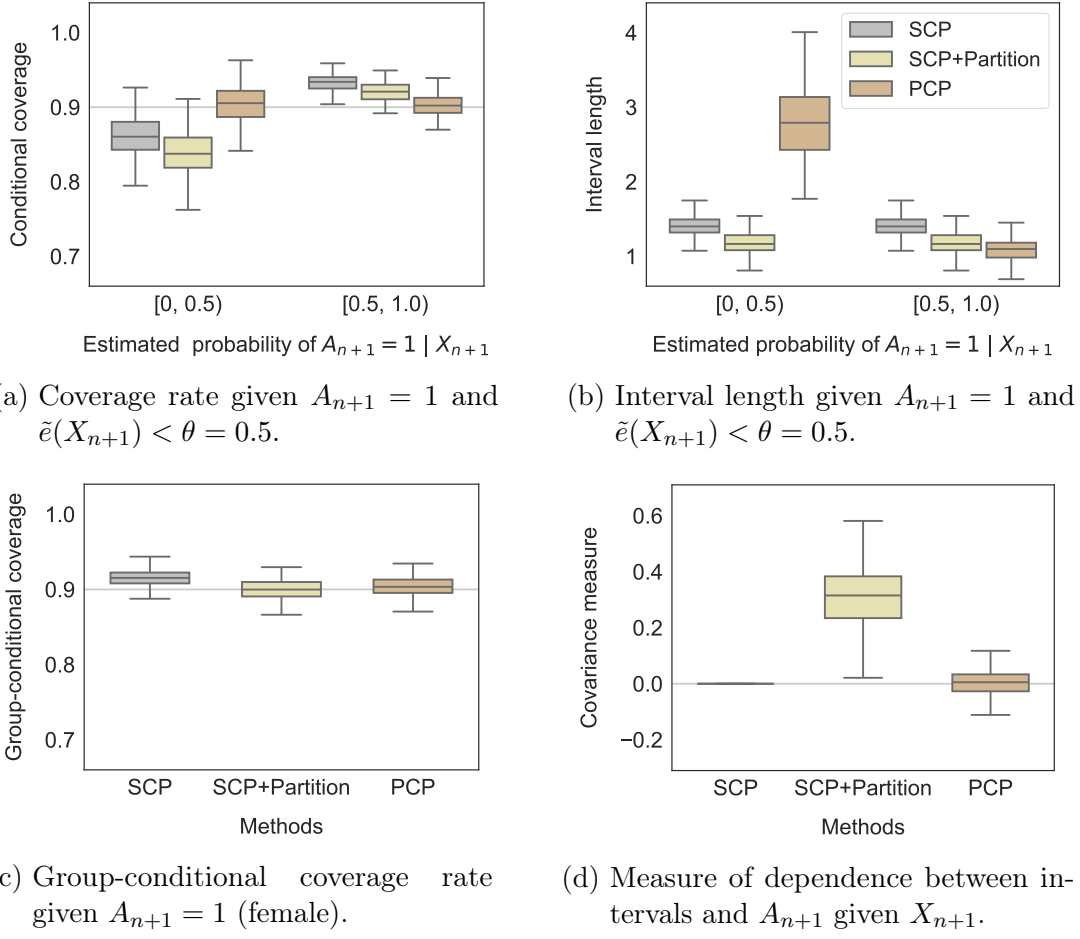 1.0
0.9
0.8
0.7
Conditional coverage
[0, 0.5)
[0.5, 1.0)
Estimated probability of A_{n+1} = 1 | X_{n+1}
4
3
2
1
Interval length
SCP
SCP+Partition
PCP
[0, 0.5)
[0.5, 1.0)
Estimated probability of A_{n+1} = 1 | X_{n+1}
a) Coverage rate given A_{n+1} = 1 and
ẽ(X_{n+1}) < θ = 0.5.
(b) Interval length given A_{n+1} = 1 and
ẽ(X_{n+1}) < θ = 0.5.
1.0
0.9
0.8
0.7
Group-conditional coverage
SCP
SCP+Partition
PCP
Methods
0.6
0.4
0.2
0.0
−0.2
Covariance measure
SCP
SCP+Partition
PCP
Methods
c) Group-conditional coverage rate
given A_{n+1} = 1 (female).
(d) Measure of dependence between in-
tervals and A_{n+1} given X_{n+1}.